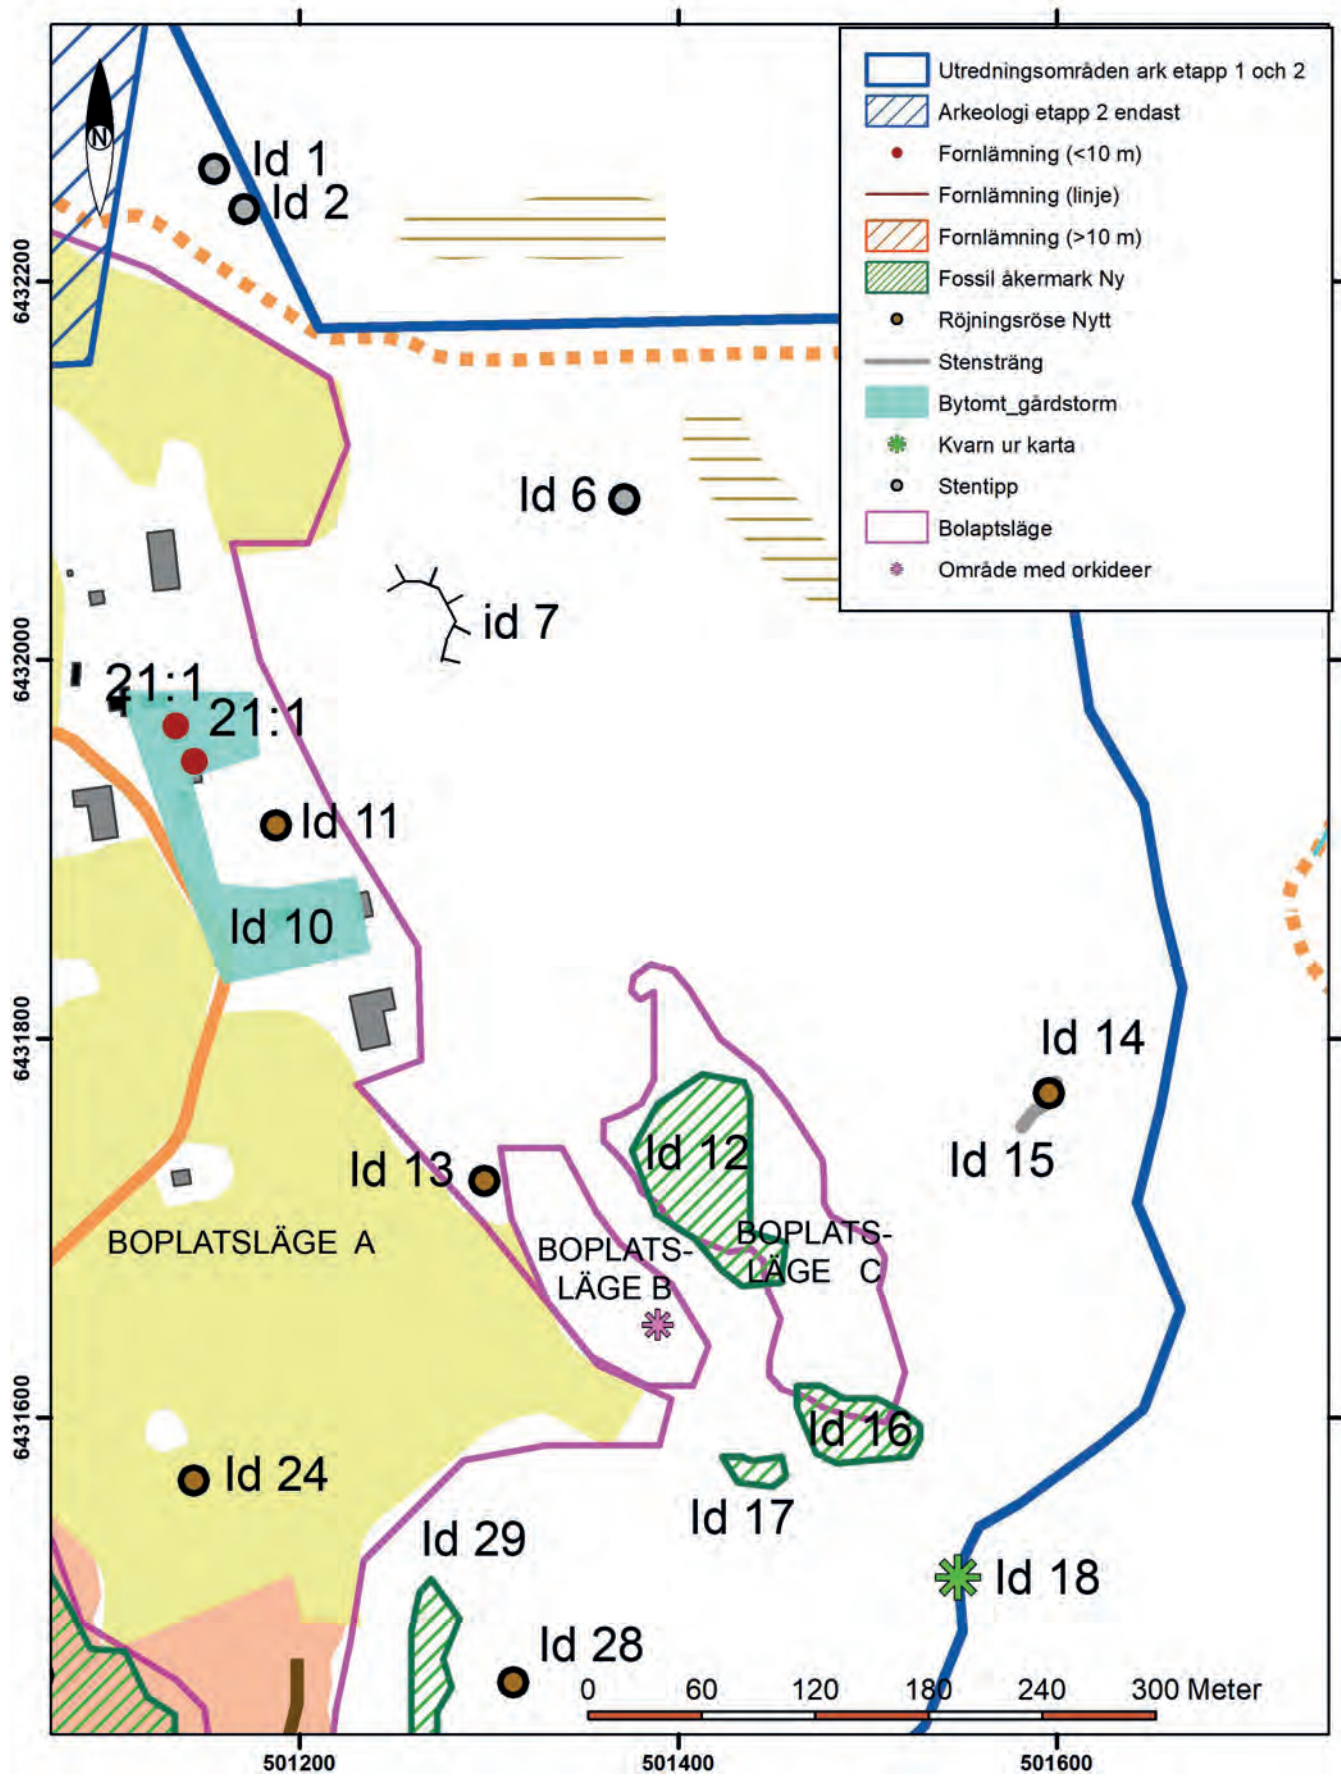 Utredningsområden ark etapp 1 och 2
Arkeologi etapp 2 endast
Fornlämning (<10 m)
Fornlämning (linje)
Fornlämning (>10 m)
Fossil åkermark Ny
Röjningsröse Nytt
Stensträng
Bytomt_gårdstorm
Kvarn ur karta
Stentipp
Bolaptsläge
Område med orkideer
N
Id 1
Id 2
6432200
Id 6
id 7
6432000
21:1
21:1
Id 11
Id 10
6431800
Id 14
Id 12
Id 13
Id 15
BOPLATSLÄGE A
BOPLATS-
LÄGE B
BOPLATS-
LÄGE C
6431600
Id 16
Id 24
Id 17
Id 29
Id 18
Id 28
0 60 120 180 240 300 Meter
501200 501400 501600